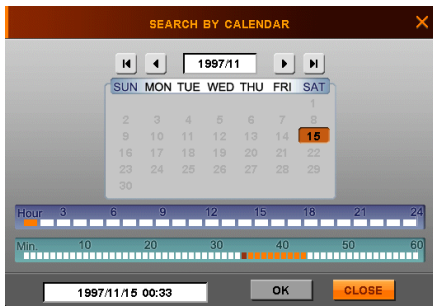 SEARCH BY CALENDAR
1997/11
SUN MON TUE WED THU FRI SAT
1
2 3 4 5 6 7 8
9 10 11 12 13 14 15
16 17 18 19 20 21 22
23 24 25 26 27 28 29
30
Hour 3 6 9 12 15 18 21 24
Min. 10 20 30 40 50 60
1997/11/15 00:33 OK CLOSE